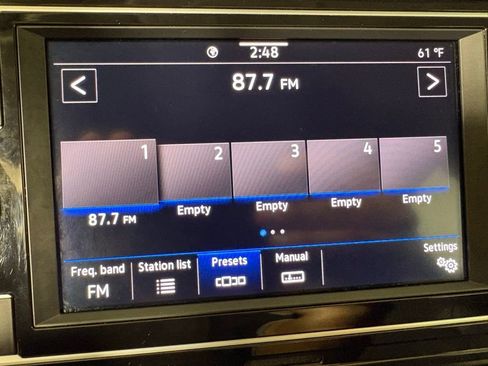 2:48
61 °F
<
87.7 FM
>
1
2
3
4
5
87.7 FM
Empty
Empty
Empty
Empty
Freq. band
FM
Station list
Presets
Manual
Settings